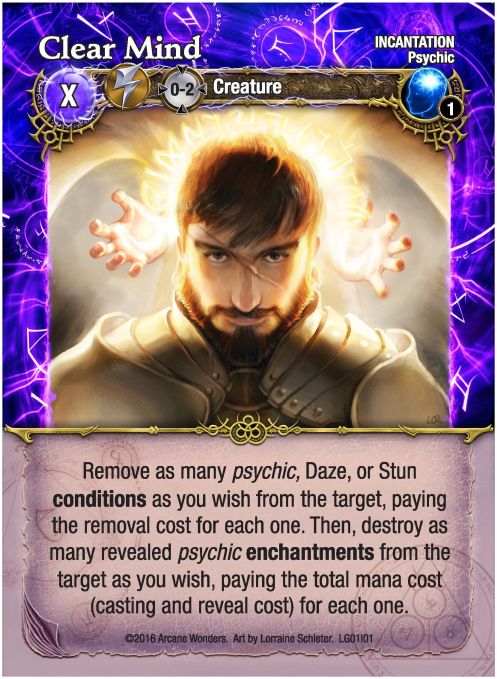 Clear Mind
INCANTATION
Psychic
X
0-2
Creature
1
LOR
Remove as many psychic, Daze, or Stun
conditions as you wish from the target, paying
the removal cost for each one. Then, destroy as
many revealed psychic enchantments from the
target as you wish, paying the total mana cost
(casting and reveal cost) for each one.
©2016 Arcane Wonders. Art by Lorraine Schleter. LG01I01